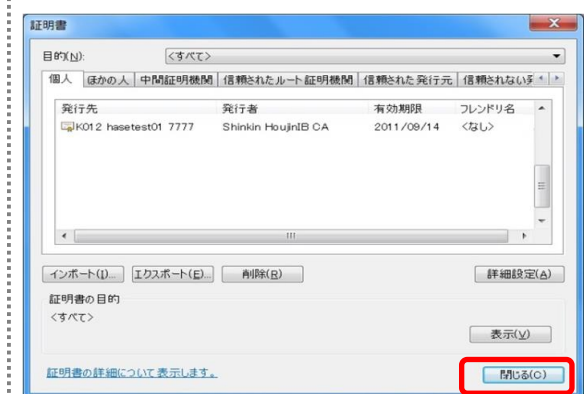 証明書
目的(N): <すべて>
個人 ほかの人 中間証明機関 信頼されたルート証明機関 信頼された発行元 信頼されない
発行先 発行者 有効期限 フレンドリ名
K012 hasetest01 7777 Shinkin HoujinIB CA 2011/09/14 <なし>
インポート(I)... エクスポート(E)... 削除(R) 詳細設定(A)
証明書の目的
<すべて>
表示(V)
証明書の詳細について表示します。
閉じる(C)